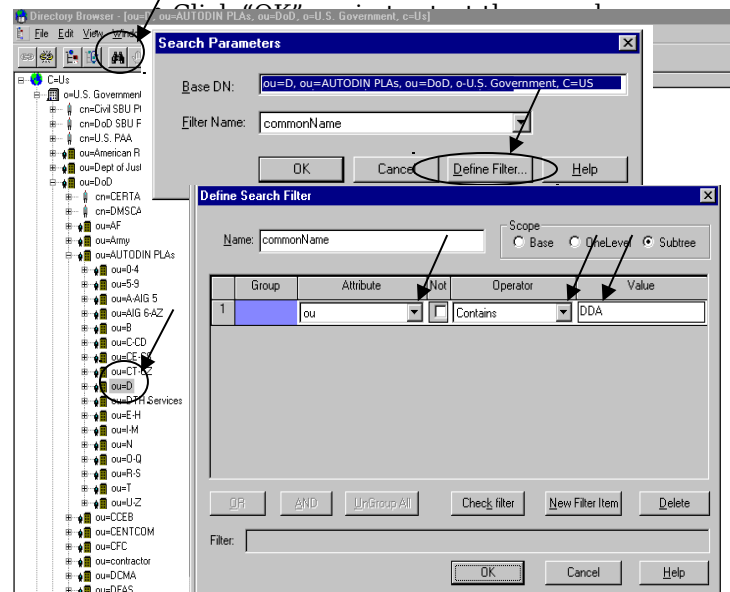 Click "OK"
Directory Browser - [ou=D, ou=AUTODIN PLAs, ou=DoD, o=U.S. Government, c=Us]
File Edit View
Search Parameters
Base DN: ou=D, ou=AUTODIN PLAs, ou=DoD, o-U.S. Government, C=US
Filter Name: commonName
OK Cancel Define Filter... Help
C=Us
o=U.S. Government
cn=Civil SBU
cn=DoD SBU
cn=U.S. PAA
ou=American R
ou=Dept of Just
ou=DoD
cn=CERTA
cn=DMSCA
ou=AF
ou=Army
ou=AUTODIN PLAs
ou=0-4
ou=5-9
ou=A-AIG 5
ou=AIG 6-AZ
ou=B
ou=C-CD
ou=CE-CS
ou=CT-CZ
ou=D
ou=DTH Services
ou=E-H
ou=I-M
ou=N
ou=O-Q
ou=R-S
ou=T
ou=U-Z
ou=CCEB
ou=CENTCOM
ou=CFC
ou=contractor
ou=DCMA
ou=DFAS
Define Search Filter
Name: commonName
Scope
Base OneLevel Subtree
Group Attribute Not Operator Value
1 ou Contains DDA
OR AND UnGroup All Check filter New Filter Item Delete
Filter:
OK Cancel Help